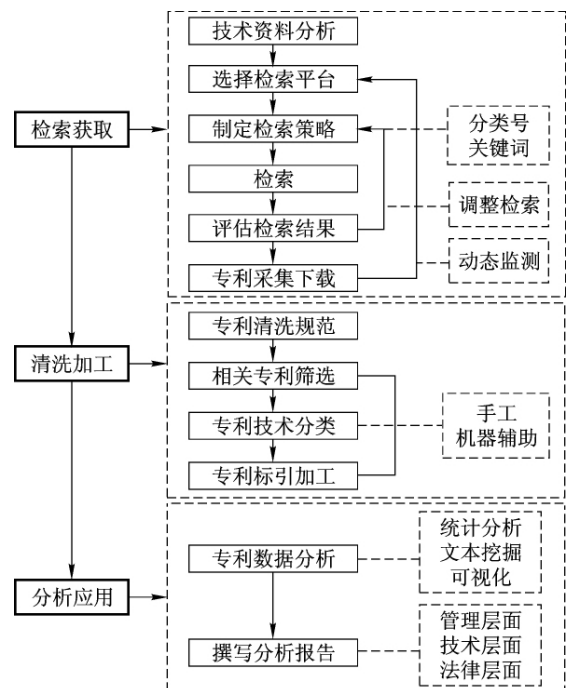 技术资料分析
选择检索平台
检索获取
制定检索策略
分类号
关键词
检索
调整检索
评估检索结果
动态监测
专利采集下载
专利清洗规范
清洗加工
相关专利筛选
手工
机器辅助
专利技术分类
专利标引加工
统计分析
文本挖掘
可视化
专利数据分析
分析应用
管理层面
技术层面
法律层面
撰写分析报告